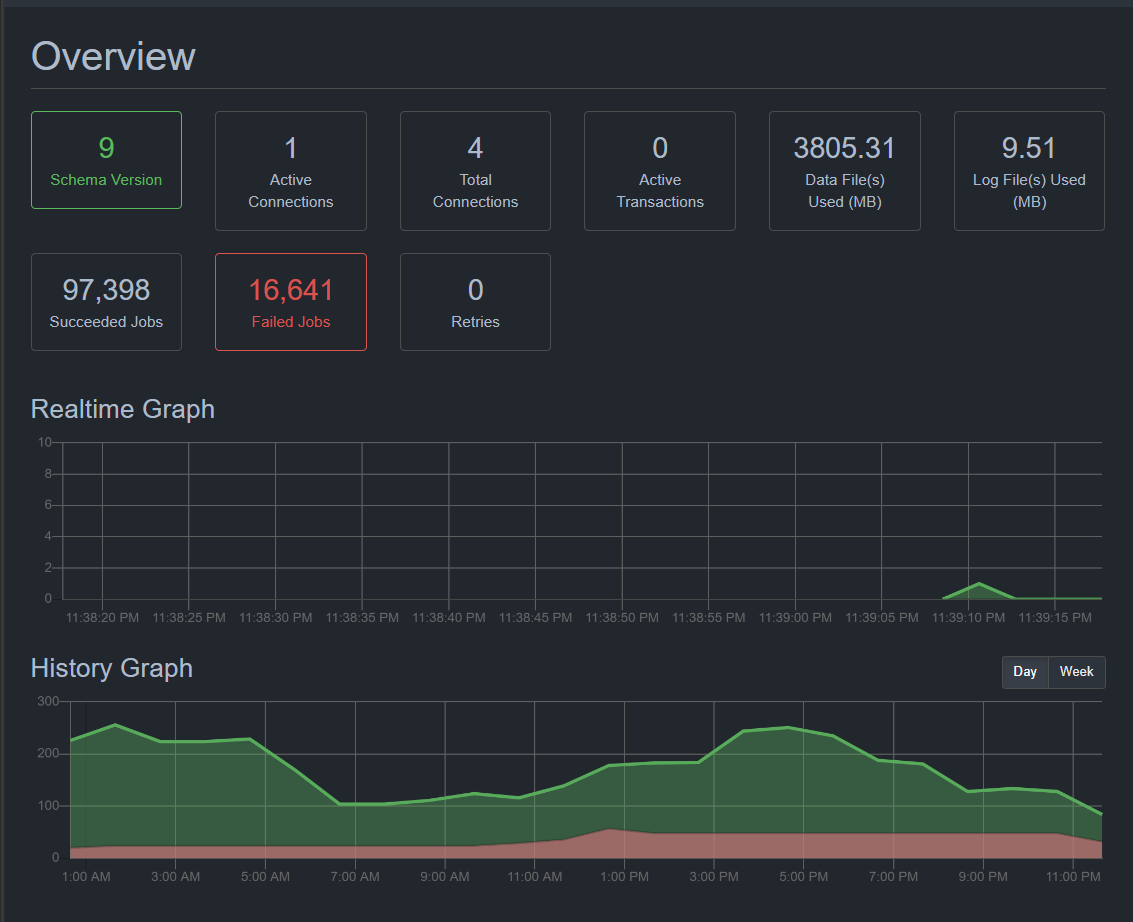 Overview
9
Schema Version
1
Active
Connections
4
Total
Connections
0
Active
Transactions
3805.31
Data File(s)
Used (MB)
9.51
Log File(s) Used
(MB)
97,398
Succeeded Jobs
16,641
Failed Jobs
0
Retries
Realtime Graph
10
8
6
4
2
0
11:38:20 PM 11:38:25 PM 11:38:30 PM 11:38:35 PM 11:38:40 PM 11:38:45 PM 11:38:50 PM 11:38:55 PM 11:39:00 PM 11:39:05 PM 11:39:10 PM 11:39:15 PM
History Graph
Day Week
300
200
100
0
1:00 AM 3:00 AM 5:00 AM 7:00 AM 9:00 AM 11:00 AM 1:00 PM 3:00 PM 5:00 PM 7:00 PM 9:00 PM 11:00 PM